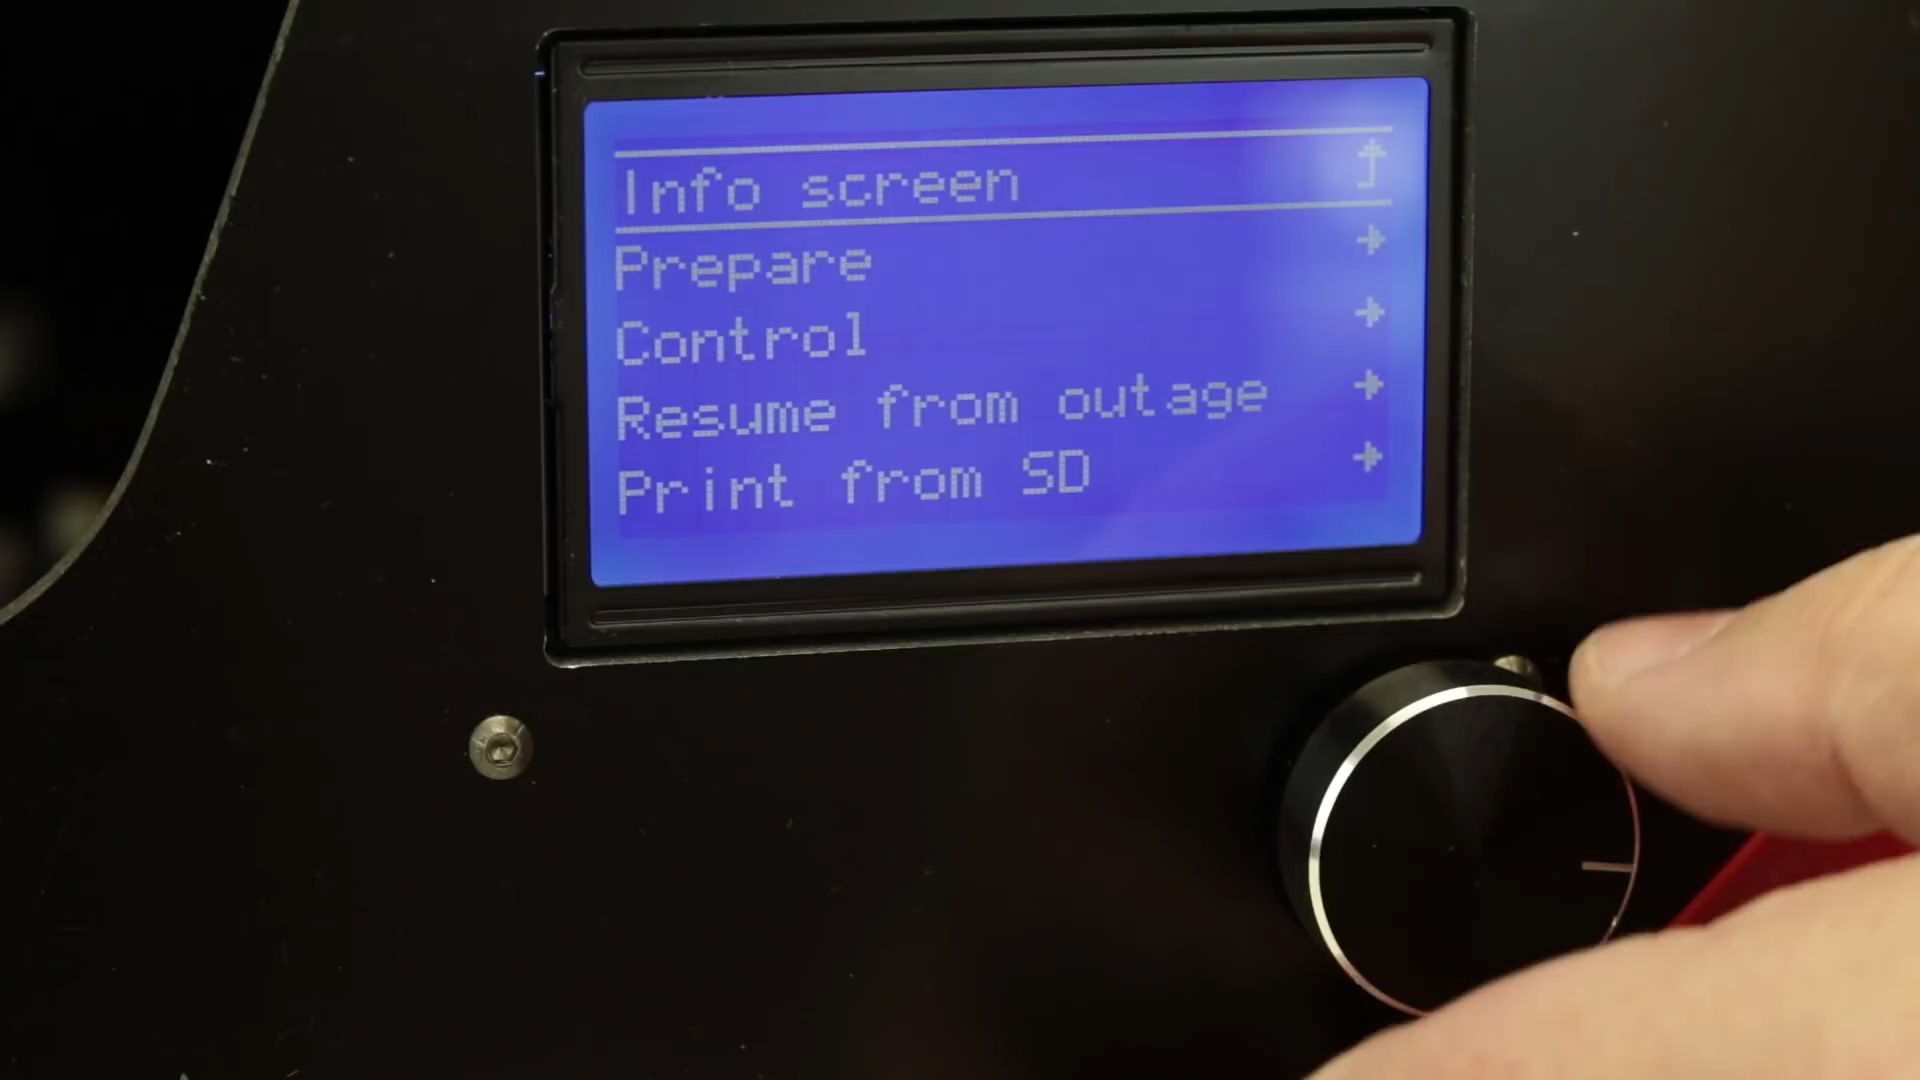 Info screen
Prepare
Control
Resume from outage
Print from SD